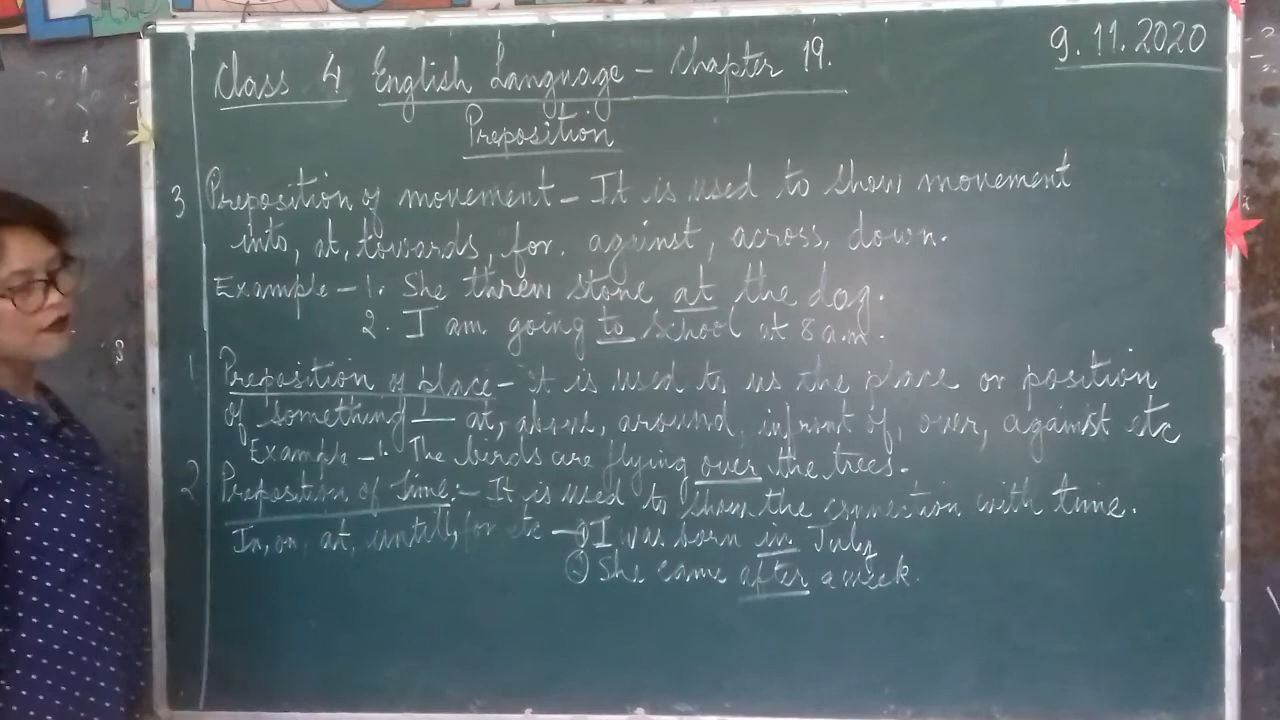 Class 4 English Language - Chapter 19.
9.11.2020
Preposition
3 Preposition of movement - It is used to show movement
into, at, towards, for, against, across, down.
Example - 1. She threw stone at the dog.
2. I am going to school at 8 a.m.
1 Preposition of place - It is used to us the place or position
of something - at, above, around, infront of, over, against etc
Example - 1. The birds are flying over the trees.
2 Preposition of Time :- It is used to show the connection with time.
In, on, at, until, for etc - ① I was born in July
② She came after a week.